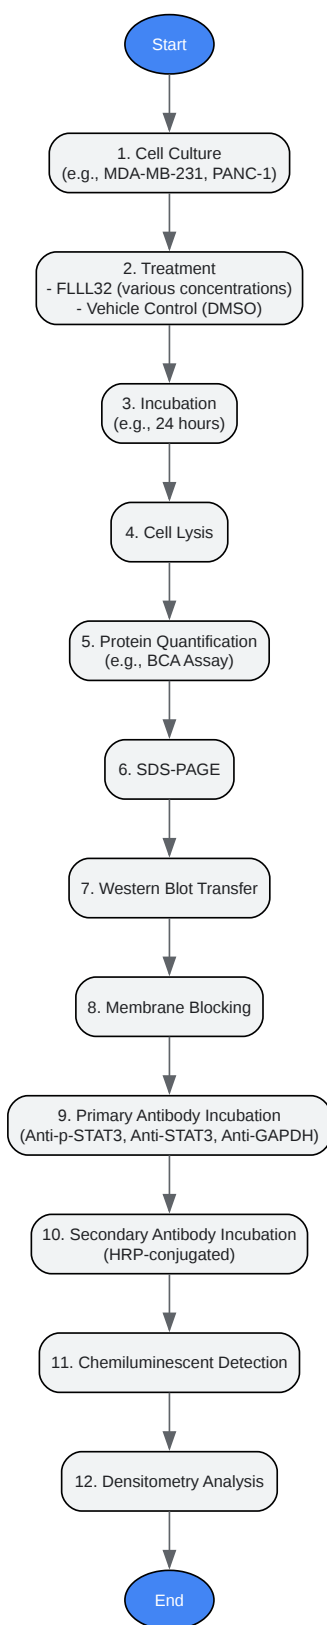 Start
1. Cell Culture
(e.g., MDA-MB-231, PANC-1)
2. Treatment
- FLLL32 (various concentrations)
- Vehicle Control (DMSO)
3. Incubation
(e.g., 24 hours)
4. Cell Lysis
5. Protein Quantification
(e.g., BCA Assay)
6. SDS-PAGE
7. Western Blot Transfer
8. Membrane Blocking
9. Primary Antibody Incubation
(Anti-p-STAT3, Anti-STAT3, Anti-GAPDH)
10. Secondary Antibody Incubation
(HRP-conjugated)
11. Chemiluminescent Detection
12. Densitometry Analysis
End